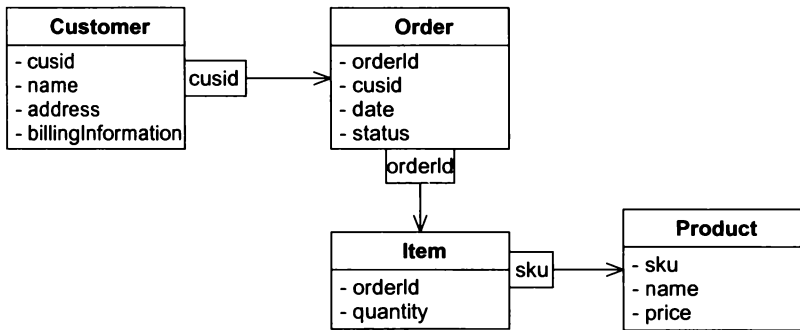 Customer
- cusid
- name
- address
- billingInformation
cusid
Order
- orderId
- cusid
- date
- status
orderId
Item
- orderId
- quantity
sku
Product
- sku
- name
- price